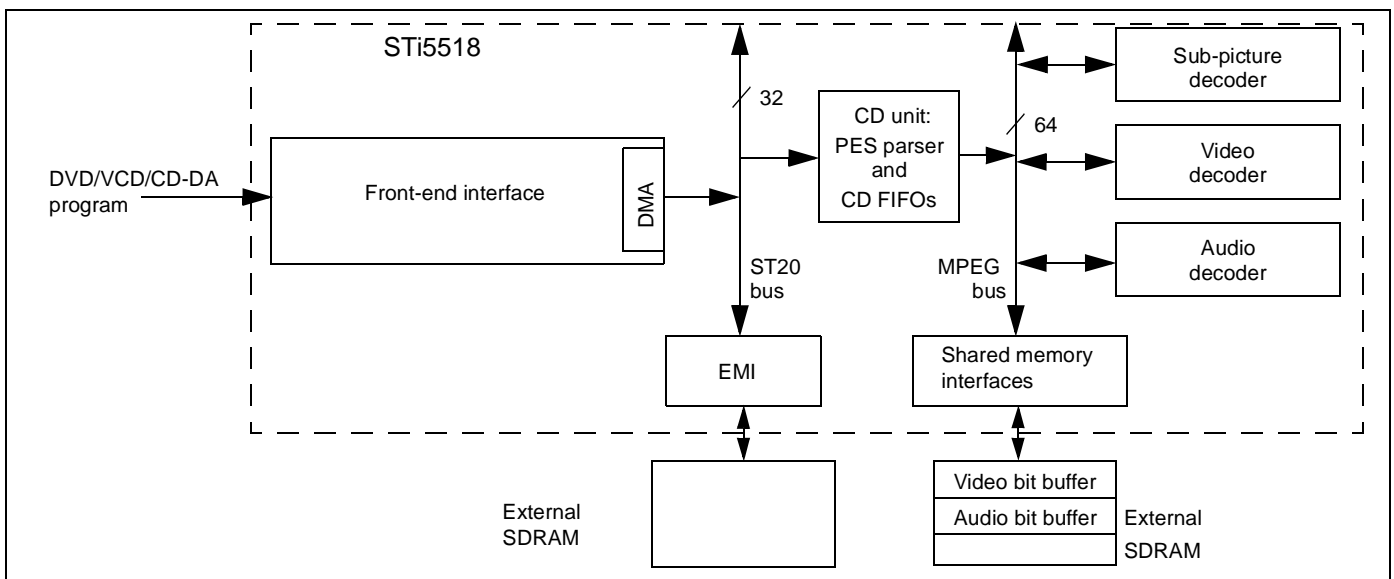 STi5518
Sub-picture
decoder
32
CD unit:
PES parser
and
CD FIFOs
64
Video
decoder
DVD/VCD/CD-DA
program
Front-end interface
DMA
ST20
bus
MPEG
bus
Audio
decoder
EMI
Shared memory
interfaces
External
SDRAM
Video bit buffer
Audio bit buffer
External
SDRAM